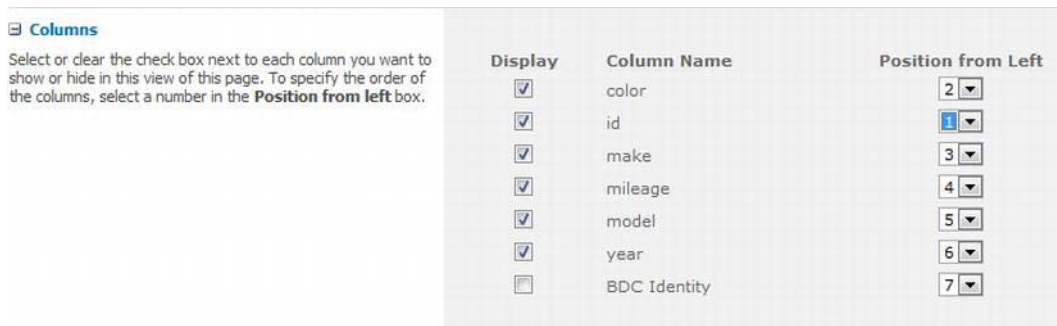 Columns
Select or clear the check box next to each column you want to
show or hide in this view of this page. To specify the order of
the columns, select a number in the Position from left box.
Display Column Name Position from Left
color 2
id 1
make 3
mileage 4
model 5
year 6
BDC Identity 7